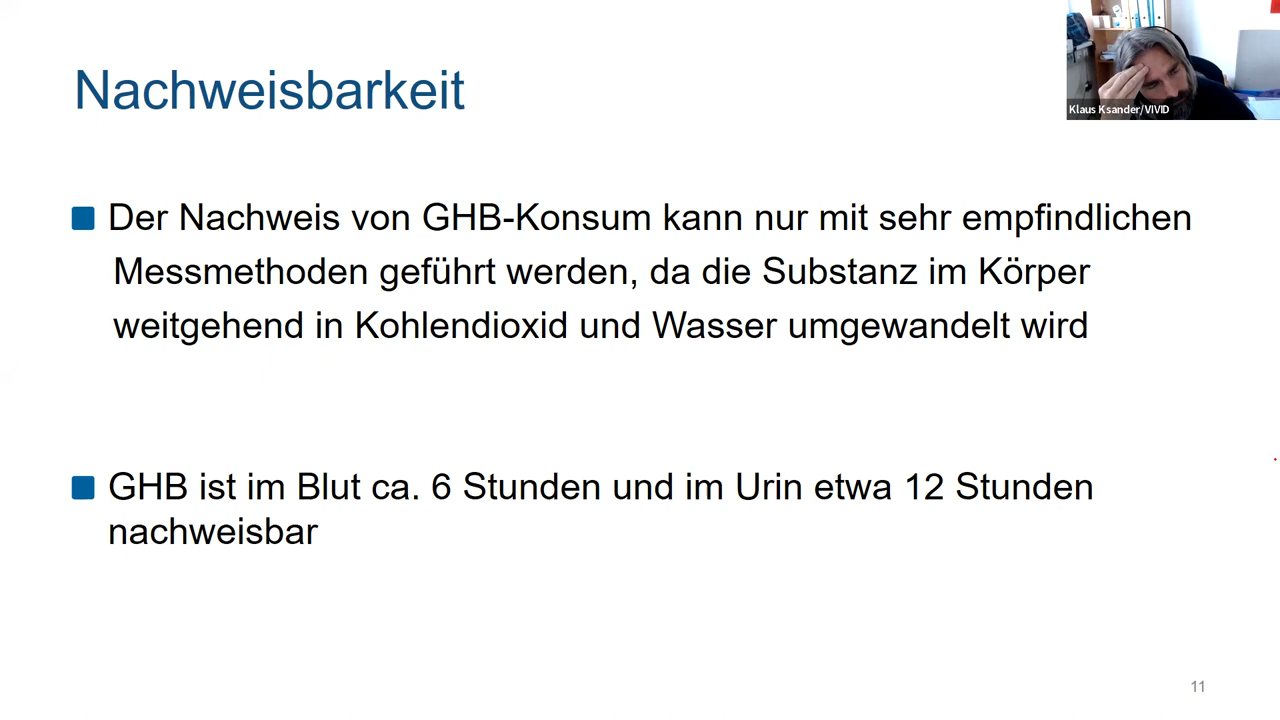 Nachweisbarkeit
Klaus Ksander/VIVID
Der Nachweis von GHB-Konsum kann nur mit sehr empfindlichen
Messmethoden geführt werden, da die Substanz im Körper
weitgehend in Kohlendioxid und Wasser umgewandelt wird
GHB ist im Blut ca. 6 Stunden und im Urin etwa 12 Stunden
nachweisbar
11